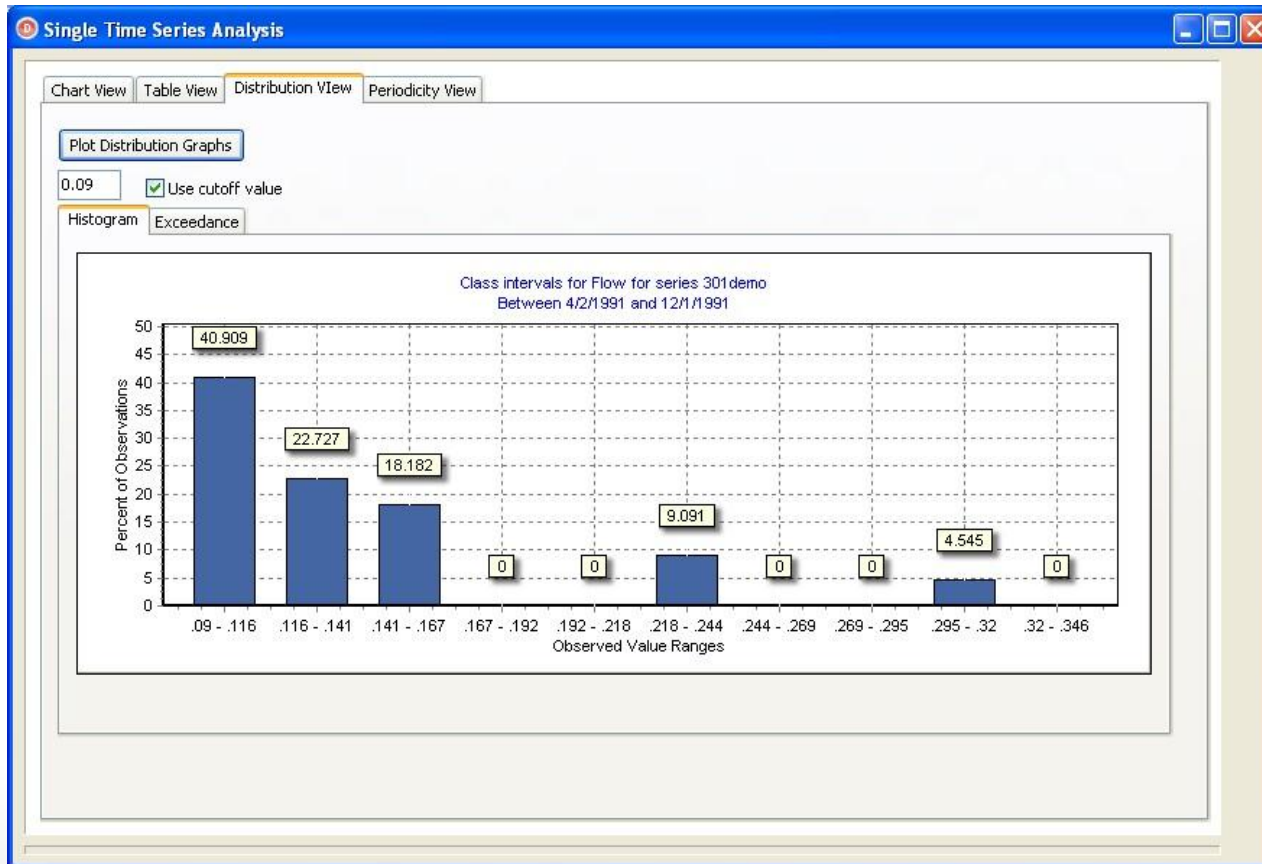 Single Time Series Analysis
Chart View Table View Distribution VIew Periodicity View
Plot Distribution Graphs
0.09 Use cutoff value
Histogram Exceedance
Class intervals for Flow for series 301demo
Between 4/2/1991 and 12/1/1991
Percent of Observations
50
45
40
35
30
25
20
15
10
5
0
40.909
22.727
18.182
0
0
9.091
0
0
4.545
0
.09 - .116 .116 - .141 .141 - .167 .167 - .192 .192 - .218 .218 - .244 .244 - .269 .269 - .295 .295 - .32 .32 - .346
Observed Value Ranges